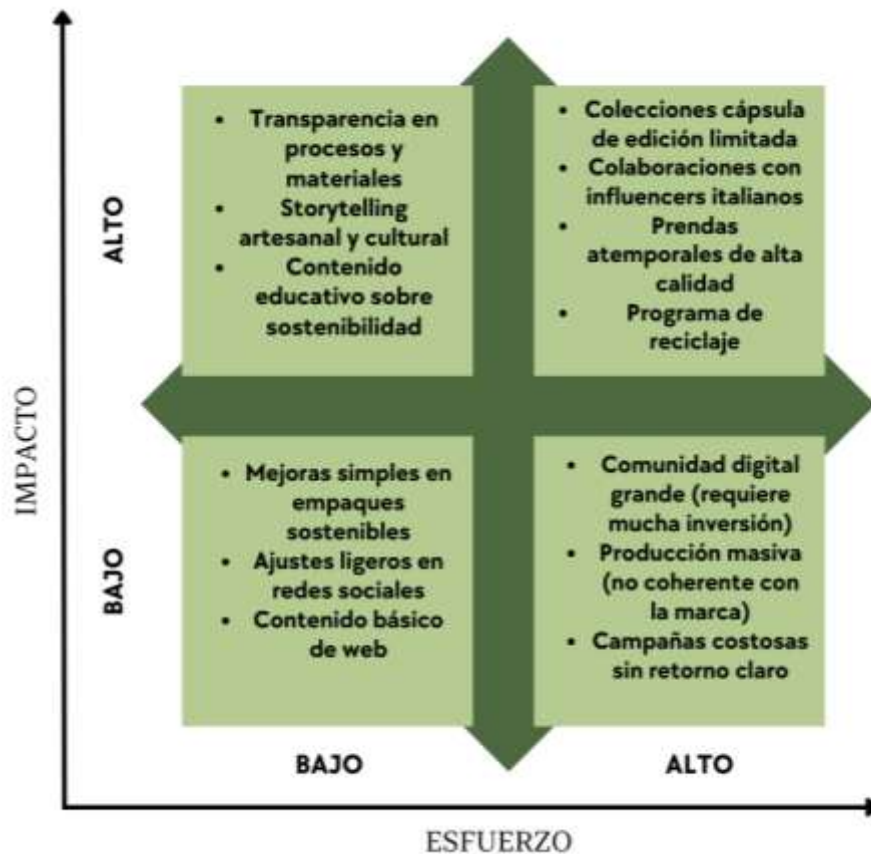 ALTO
• Transparencia en
procesos y
materiales
• Storytelling
artesanal y cultural
• Contenido
educativo sobre
sostenibilidad
• Colecciones cápsula
de edición limitada
• Colaboraciones con
influencers italianos
• Prendas
atemporales de alta
calidad
• Programa de
reciclaje
IMPACTO
BAJO
• Mejoras simples en
empaques
sostenibles
• Ajustes ligeros en
redes sociales
• Contenido básico
de web
• Comunidad digital
grande (requiere
mucha inversión)
• Producción masiva
(no coherente con
la marca)
• Campañas costosas
sin retorno claro
BAJO
ALTO
ESFUERZO